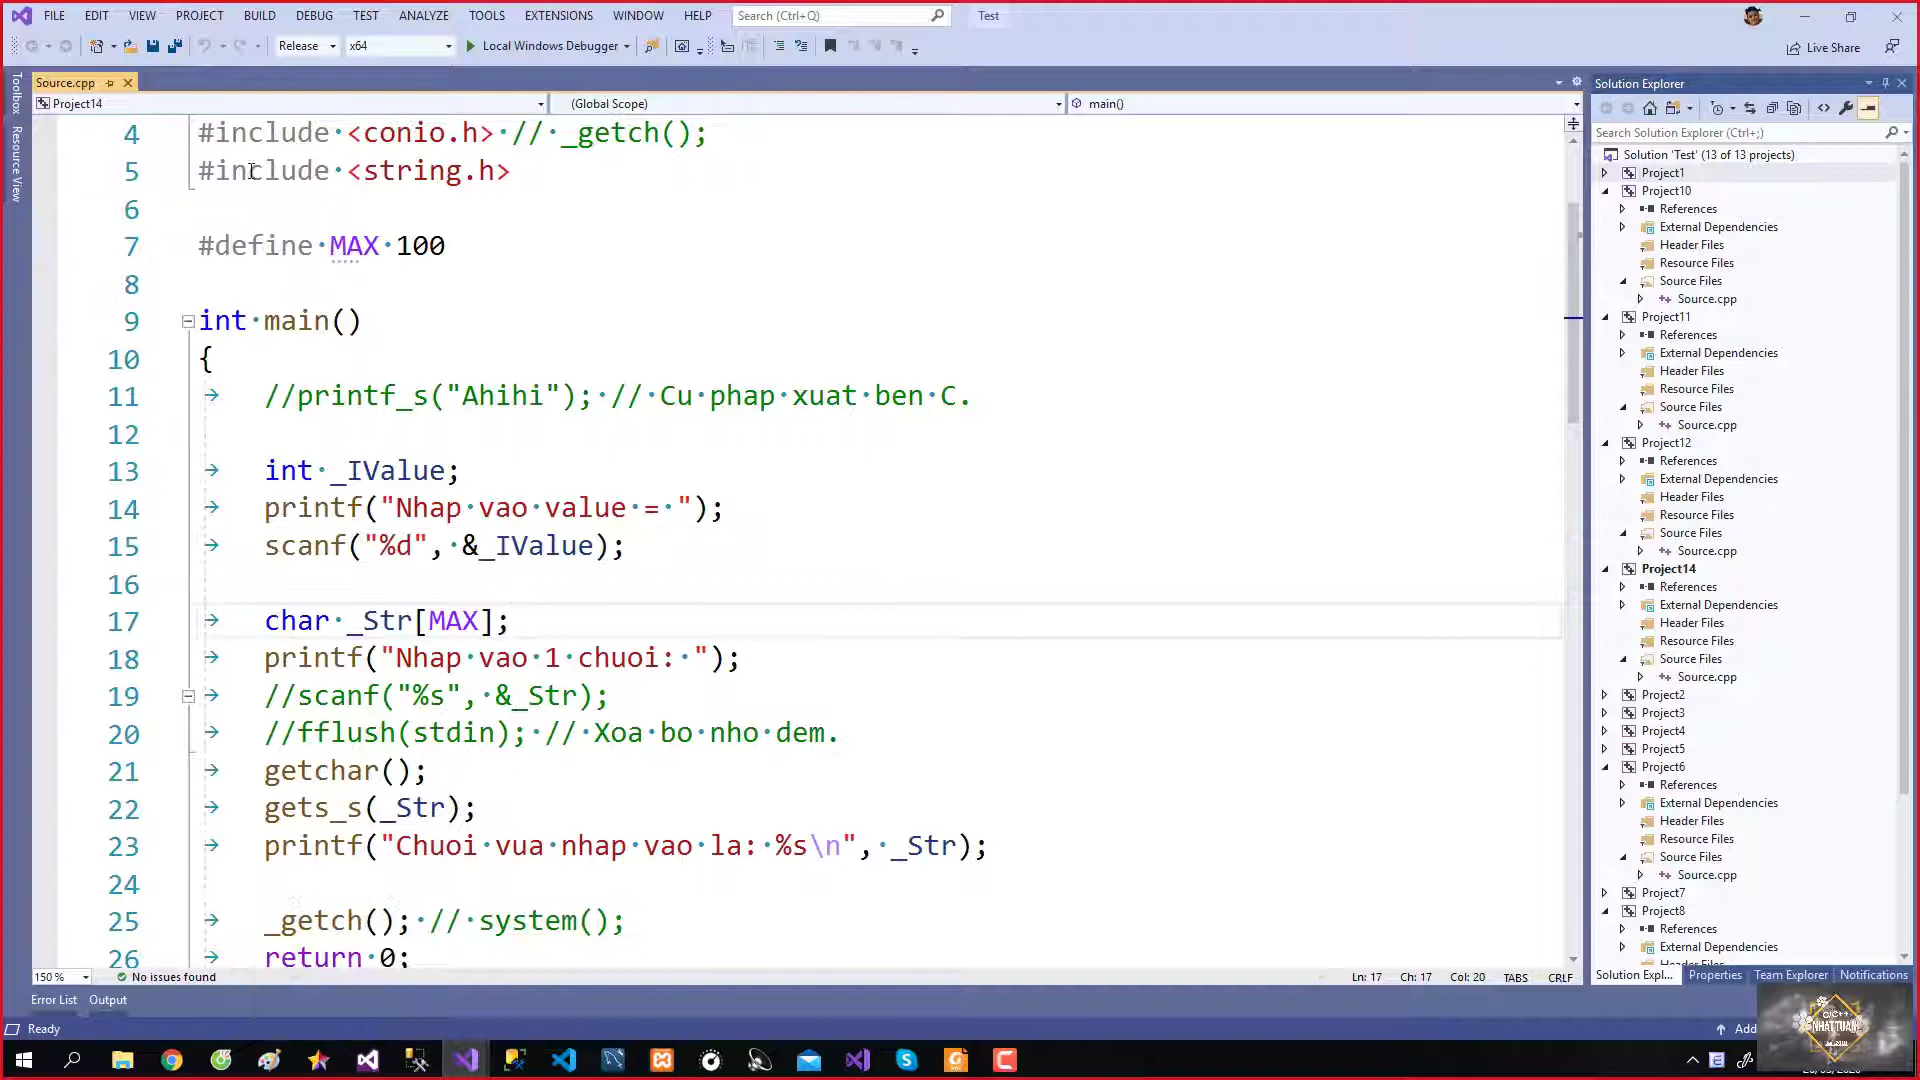 FILE EDIT VIEW PROJECT BUILD DEBUG TEST ANALYZE TOOLS EXTENSIONS WINDOW HELP Search (Ctrl+Q) Test
Release x64 Local Windows Debugger Live Share
Toolbox
Resource View
Source.cpp
Project14 (Global Scope) main()
4 #include <conio.h> // _getch();
5 #include <string.h>
6
7 #define MAX 100
8
9 int main()
10 {
11 //printf_s("Ahihi"); // Cu phap xuat ben C.
12
13 int _IValue;
14 printf("Nhap vao value = ");
15 scanf("%d", &_IValue);
16
17 char _Str[MAX];
18 printf("Nhap vao 1 chuoi: ");
19 //scanf("%s", &_Str);
20 //fflush(stdin); // Xoa bo nho dem.
21 getchar();
22 gets_s(_Str);
23 printf("Chuoi vua nhap vao la: %s\n", _Str);
24
25 _getch(); // system();
26 return 0;
150 % No issues found Ln: 17 Ch: 17 Col: 20 TABS CRLF
Error List Output
Ready
Solution Explorer
Search Solution Explorer (Ctrl+;)
Solution 'Test' (13 of 13 projects)
Project1
Project10
References
External Dependencies
Header Files
Resource Files
Source Files
Source.cpp
Project11
References
External Dependencies
Header Files
Resource Files
Source Files
Source.cpp
Project12
References
External Dependencies
Header Files
Resource Files
Source Files
Source.cpp
Project14
References
External Dependencies
Header Files
Resource Files
Source Files
Source.cpp
Project2
Project3
Project4
Project5
Project6
References
External Dependencies
Header Files
Resource Files
Source Files
Source.cpp
Project7
Project8
References
External Dependencies
Solution Expl... Properties Team Explorer Notifications
Add
C/C++
NHATTUAN